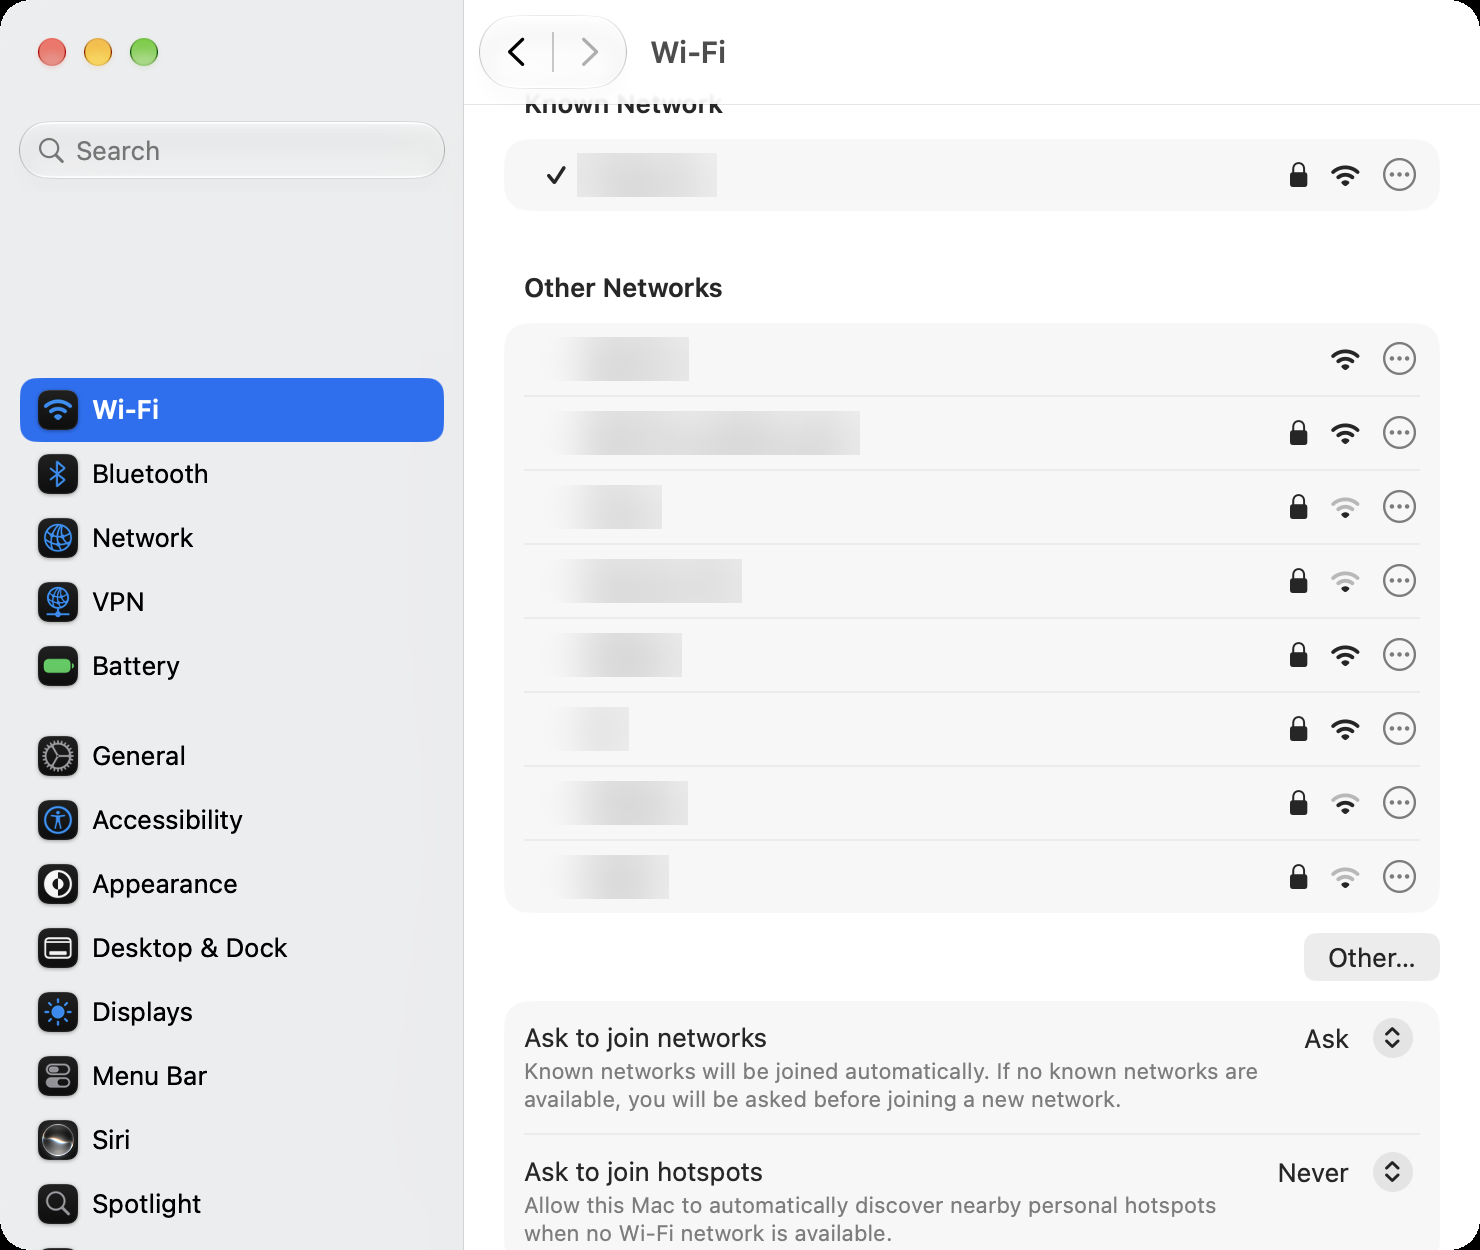 Wi-Fi
Search
Wi-Fi
Bluetooth
Network
VPN
Battery
General
Accessibility
Appearance
Desktop & Dock
Displays
Menu Bar
Siri
Spotlight
Known Network
Other Networks
Other...
Ask to join networks
Ask
Known networks will be joined automatically. If no known networks are
available, you will be asked before joining a new network.
Ask to join hotspots
Never
Allow this Mac to automatically discover nearby personal hotspots
when no Wi-Fi network is available.